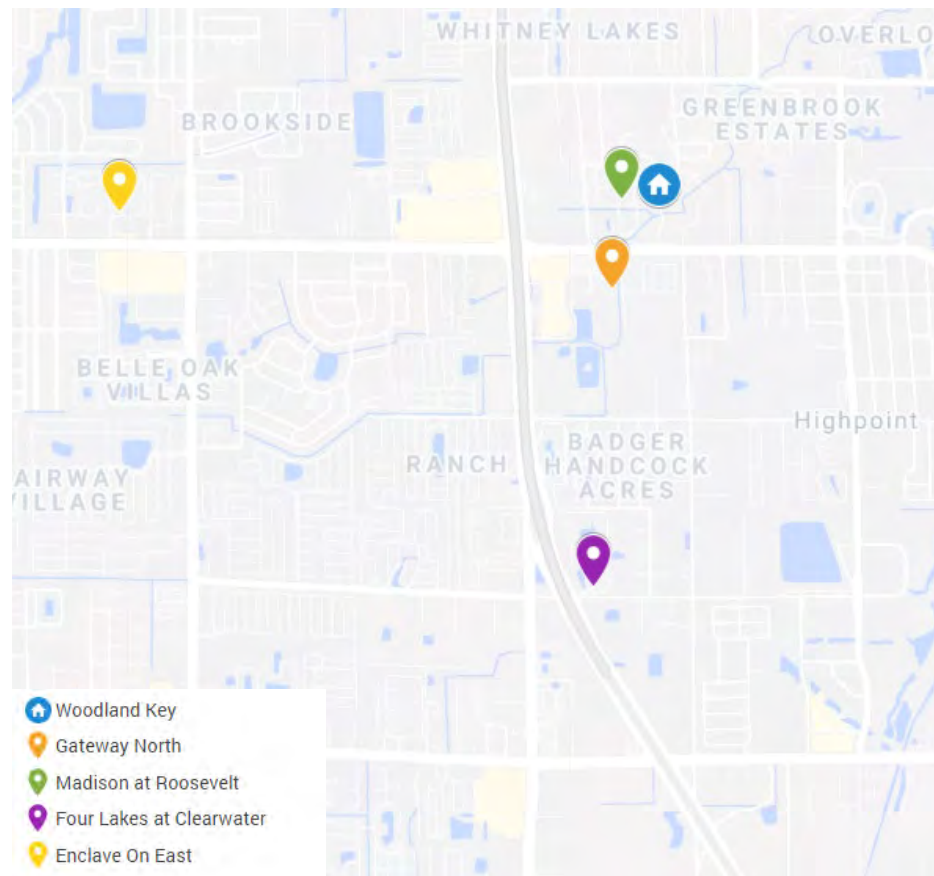 WHITNEY LAKES
OVERLO
GREENBROOK
ESTATES
BROOKSIDE
BELLE OAK
VILLAS
Highpoint
BADGER
HANDCOCK
ACRES
RANCH
AIRWAY
VILLAGE
Woodland Key
Gateway North
Madison at Roosevelt
Four Lakes at Clearwater
Enclave On East